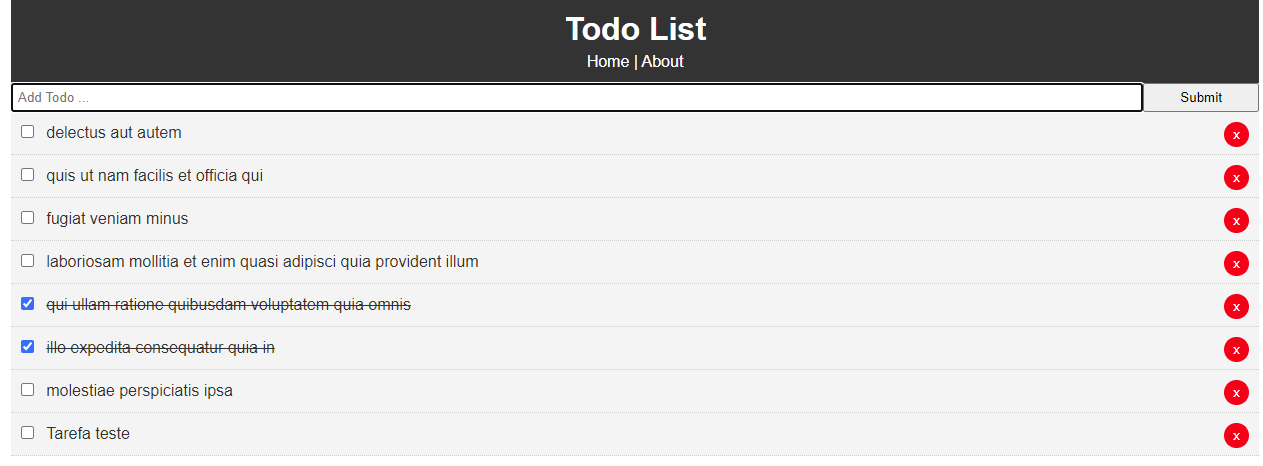 Todo List
Home | About
Add Todo ... Submit
delectus aut autem x
quis ut nam facilis et officia qui x
fugiat veniam minus x
laboriosam mollitia et enim quasi adipisci quia provident illum x
qui ullam ratione quibusdam voluptatem quia omnis x
illo expedita consequatur quia in x
molestiae perspiciatis ipsa x
Tarefa teste x